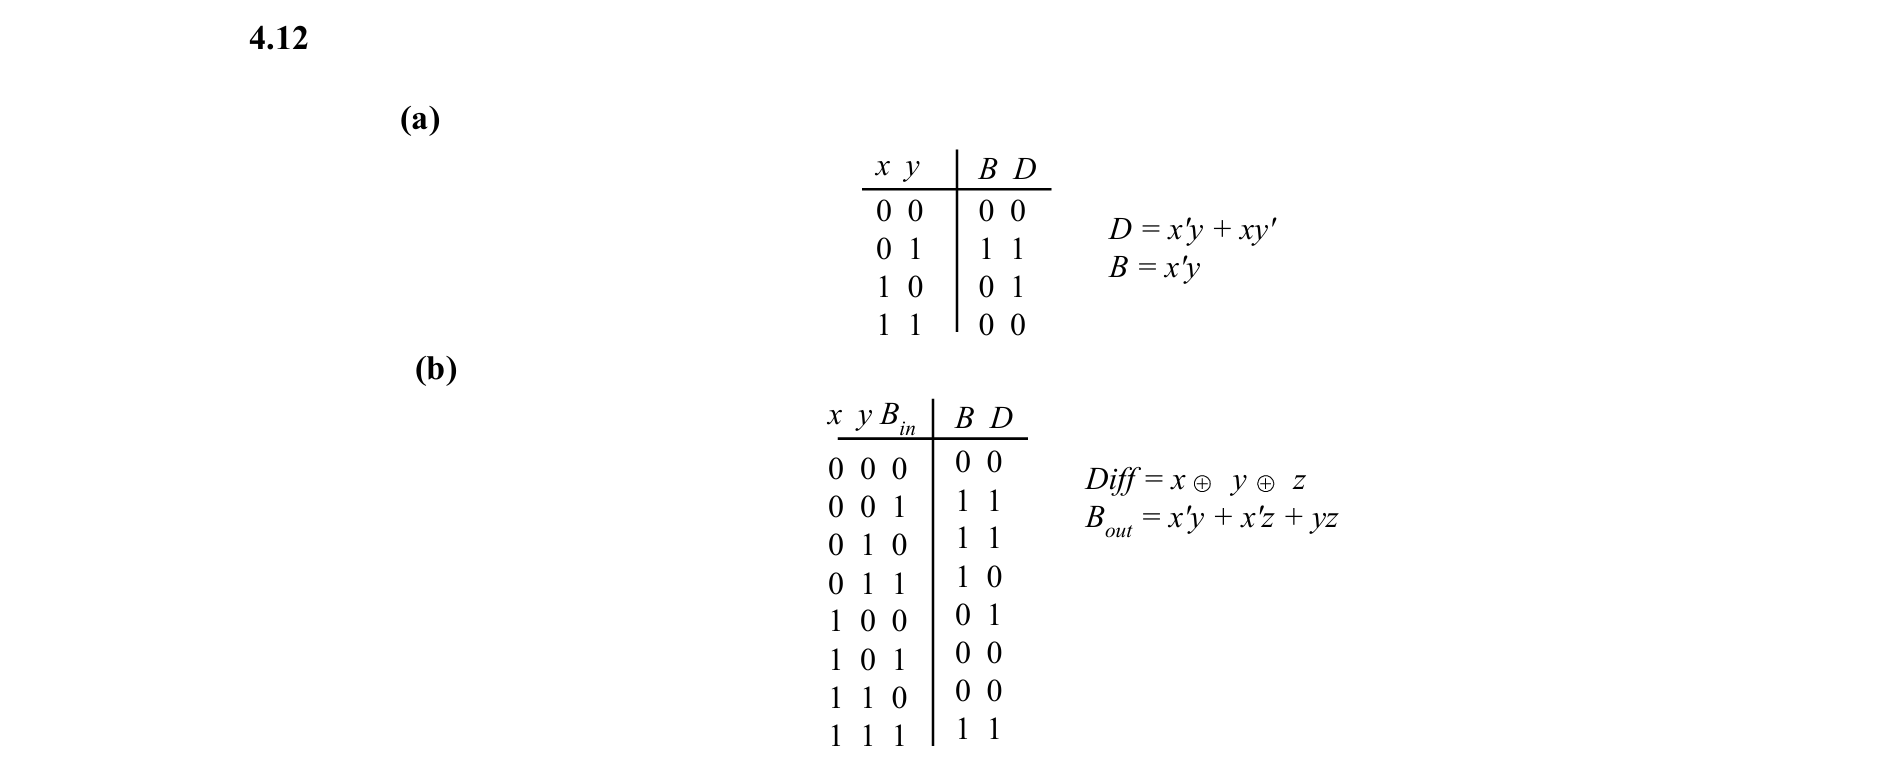 4.12
(a)
x y B D
0 0 0 0
0 1 1 1
1 0 0 1
1 1 0 0
D = x'y + xy'
B = x'y
(b)
x y B_in B D
0 0 0 0 0
0 0 1 1 1
0 1 0 1 1
0 1 1 1 0
1 0 0 0 1
1 0 1 0 0
1 1 0 0 0
1 1 1 1 1
Diff = x ⊕ y ⊕ z
B_out = x'y + x'z + yz